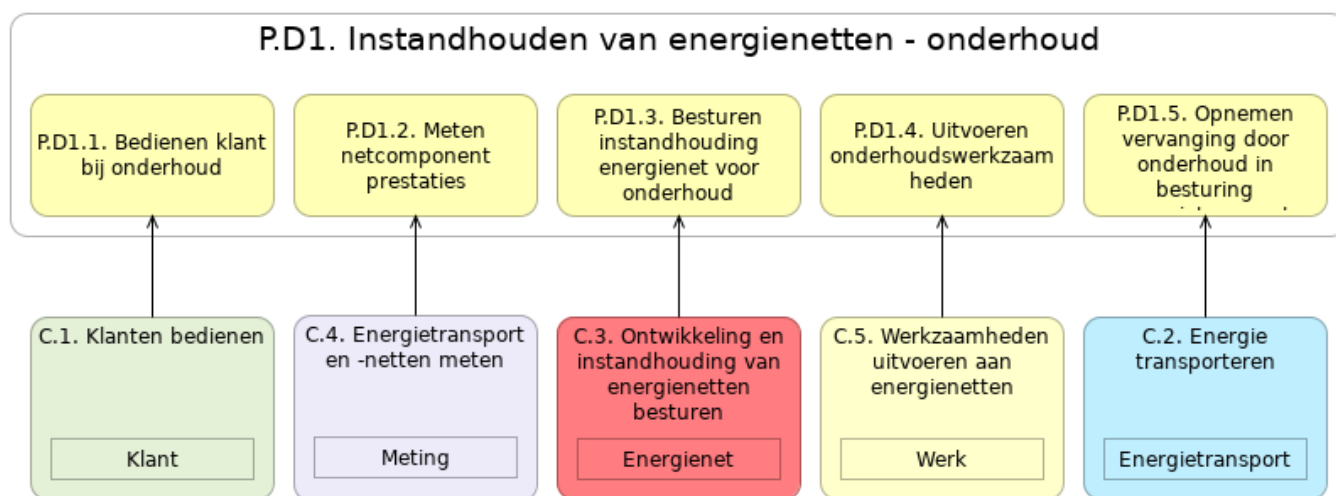 P.D1. Instandhouden van energienetten - onderhoud
P.D1.1. Bedienen klant
bij onderhoud
P.D1.2. Meten
netcomponent
prestaties
P.D1.3. Besturen
instandhouding
energienet voor
onderhoud
P.D1.4. Uitvoeren
onderhoudswerkzaam
heden
P.D1.5. Opnemen
vervanging door
onderhoud in
besturing
C.1. Klanten bedienen
Klant
C.4. Energietransport
en -netten meten
Meting
C.3. Ontwikkeling en
instandhouding van
energienetten
besturen
Energienet
C.5. Werkzaamheden
uitvoeren aan
energienetten
Werk
C.2. Energie
transporteren
Energietransport